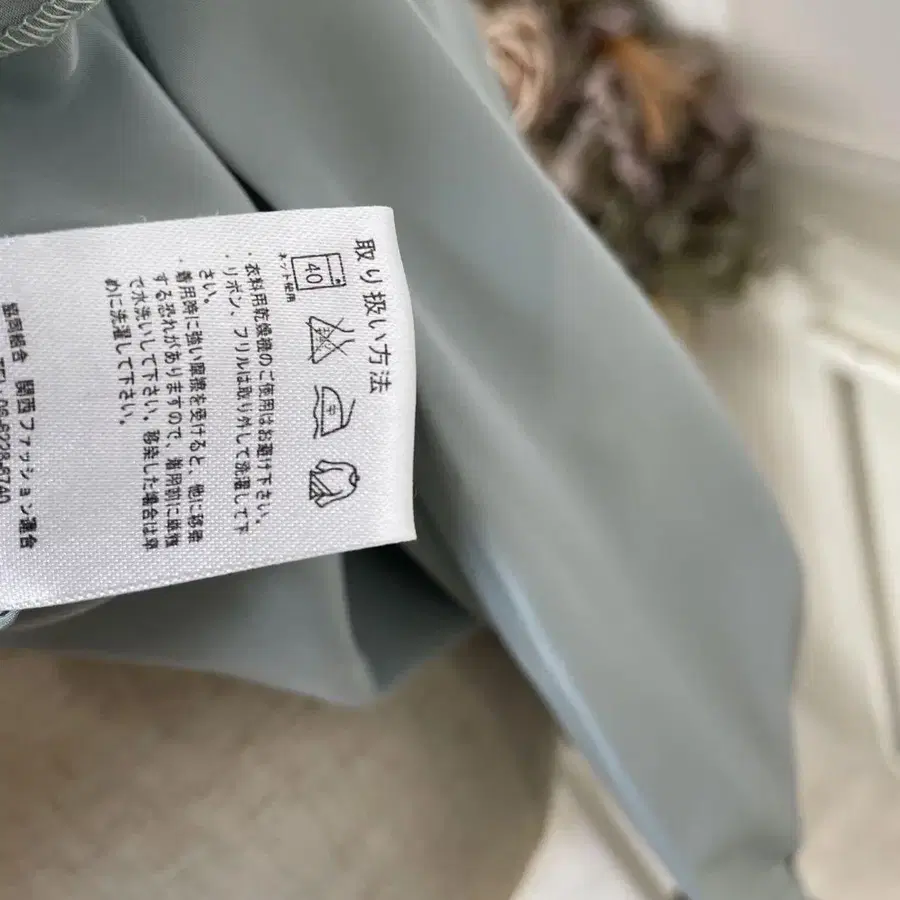 取り扱い方法
40
ネット使用
・衣料用乾燥機のご使用はお避け下さい。
・リボン、フリルは取り外して洗濯して下
さい。
・着用時に強い摩擦を受けると、他に移染
する恐れがありますので、着用前に単独
で水洗いして下さい。移染した場合は早
めに洗濯して下さい。
協同組合 関西ファッション連合